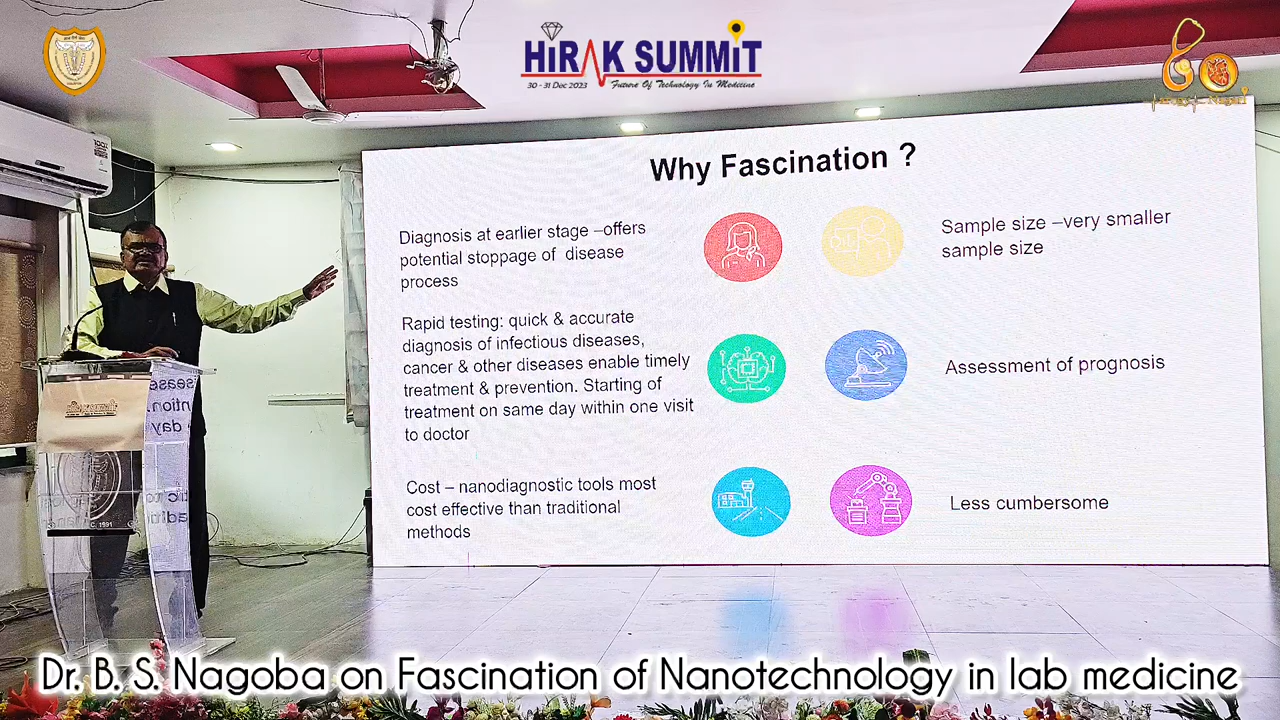 HiRAK SUMMiT
30 - 31 Dec 2023 Future Of Technology In Medicine
Why Fascination ?
Diagnosis at earlier stage –offers
potential stoppage of disease
process
Rapid testing: quick & accurate
diagnosis of infectious diseases,
cancer & other diseases enable timely
treatment & prevention. Starting of
treatment on same day within one visit
to doctor
Cost – nanodiagnostic tools most
cost effective than traditional
methods
Sample size –very smaller
sample size
Assessment of prognosis
Less cumbersome
HiRAK SUMMiT
Dr. B. S. Nagoba on Fascination of Nanotechnology in lab medicine